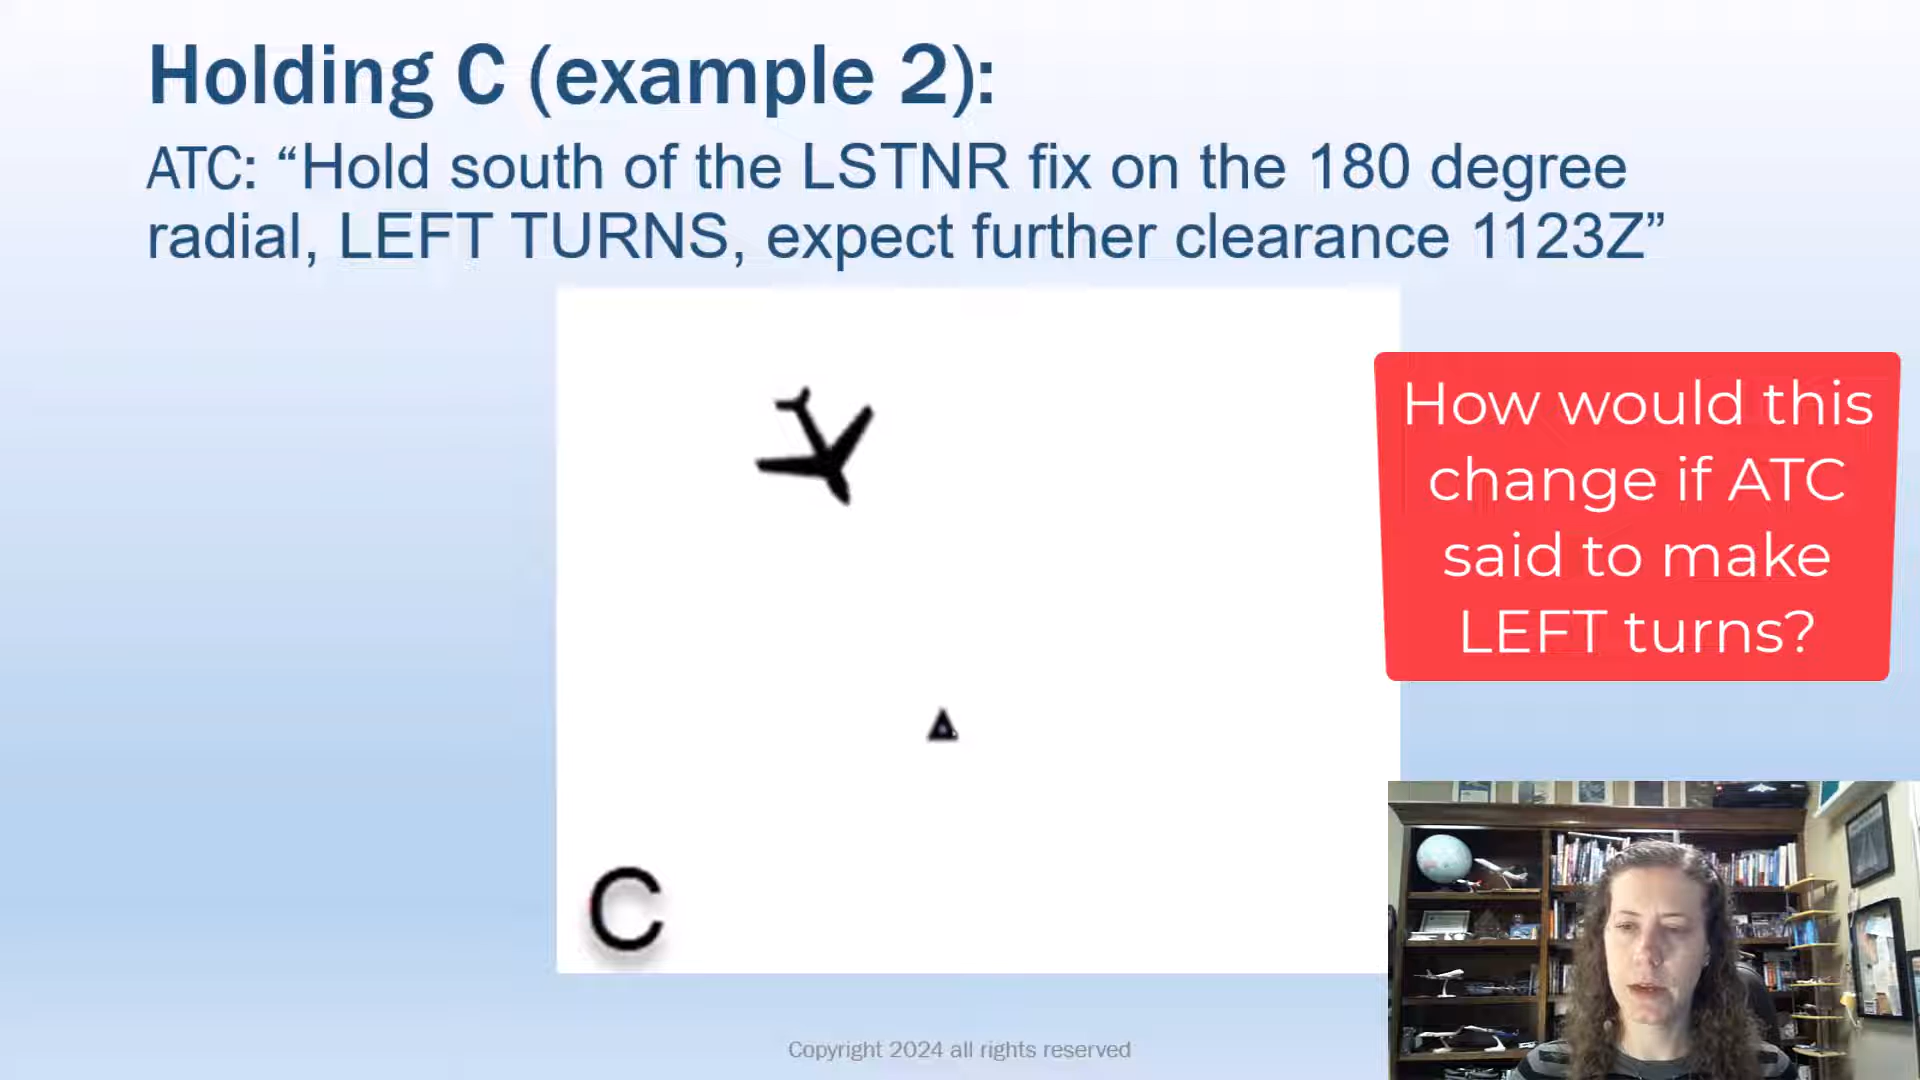 Holding C (example 2):
ATC: “Hold south of the LSTNR fix on the 180 degree
radial, LEFT TURNS, expect further clearance 1123Z”
How would this
change if ATC
said to make
LEFT turns?
C
Copyright 2024 all rights reserved